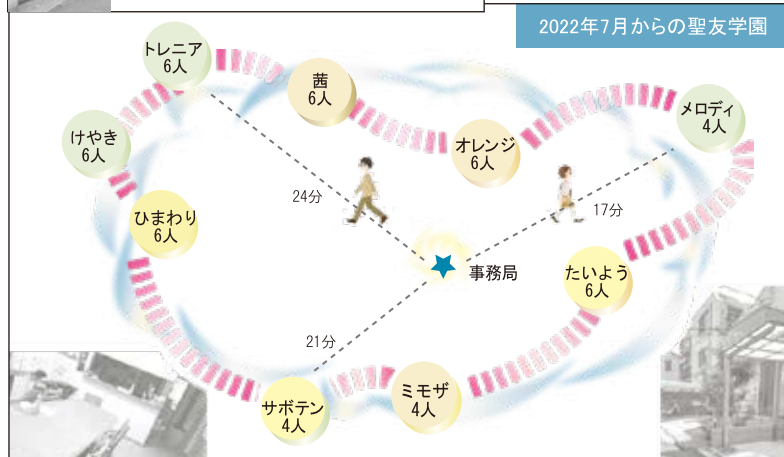 2022年7月からの聖友学園
トレニア
6人
茜
6人
メロディ
4人
けやき
6人
オレンジ
6人
24分
17分
ひまわり
6人
事務局
たいよう
6人
21分
サボテン
4人
ミモザ
4人